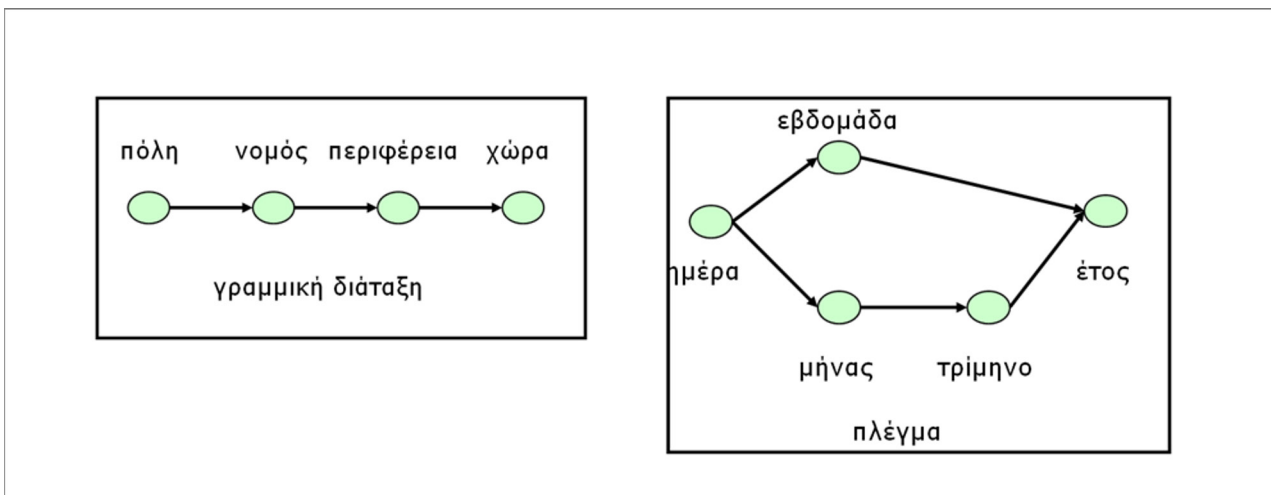 πόλη νομός περιφέρεια χώρα
γραμμική διάταξη
εβδομάδα
ημέρα έτος
μήνας τρίμηνο
πλέγμα